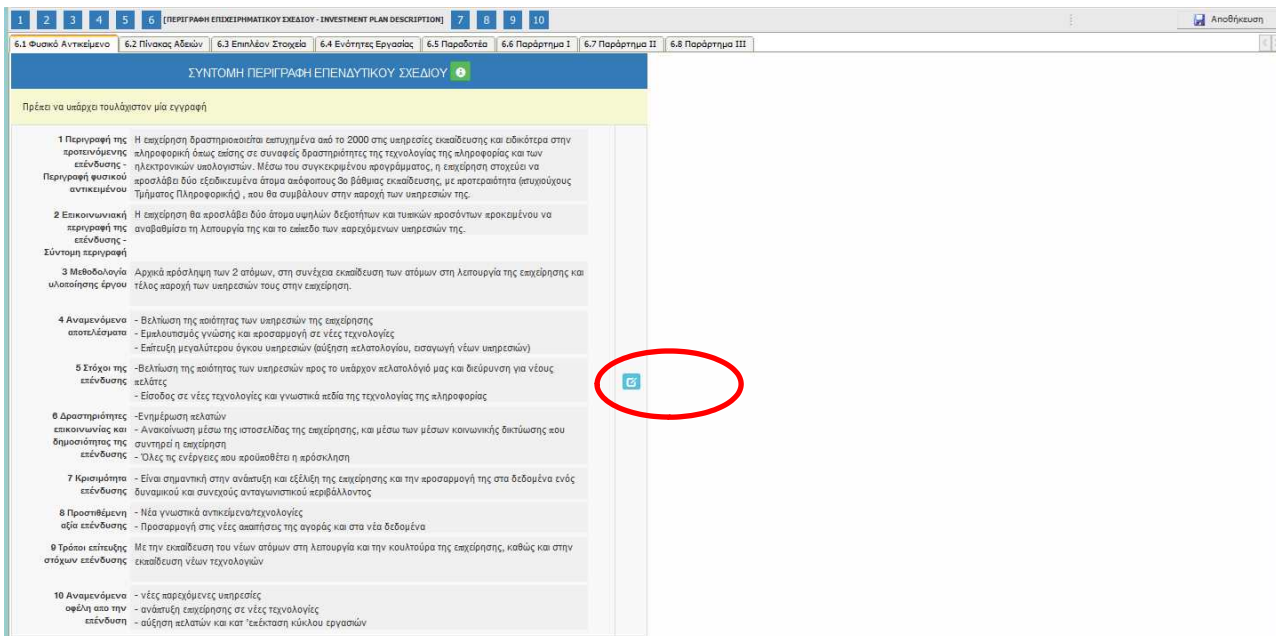 1 2 3 4 5 6 [ΠΕΡΙΓΡΑΦΗ ΕΠΙΧΕΙΡΗΜΑΤΙΚΟΥ ΣΧΕΔΙΟΥ - INVESTMENT PLAN DESCRIPTION] 7 8 9 10 Αποθήκευση
6.1 Φυσικό Αντικείμενο 6.2 Πίνακας Αδειών 6.3 Επιπλέον Στοιχεία 6.4 Ενότητες Εργασίας 6.5 Παραδοτέα 6.6 Παράρτημα I 6.7 Παράρτημα II 6.8 Παράρτημα III
ΣΥΝΤΟΜΗ ΠΕΡΙΓΡΑΦΗ ΕΠΕΝΔΥΤΙΚΟΥ ΣΧΕΔΙΟΥ
Πρέπει να υπάρχει τουλάχιστον μία εγγραφή
1 Περιγραφή της Η επιχείρηση δραστηριοποιείται επιτυχημένα από το 2000 στις υπηρεσίες εκπαίδευσης και ειδικότερα στην
προτεινόμενης πληροφορική όπως επίσης σε συναφείς δραστηριότητες της τεχνολογίας της πληροφορίας και των
επένδυσης - ηλεκτρονικών υπολογιστών. Μέσω του συγκεκριμένου προγράμματος, η επιχείρηση στοχεύει να
Περιγραφή φυσικού προσλάβει δύο εξειδικευμένα άτομα απόφοιτους 3ο βάθμιας εκπαίδευσης, με προτεραιότητα (πτυχιούχους
αντικειμένου Τμήματος Πληροφορικής) , που θα συμβάλουν στην παροχή των υπηρεσιών της.
2 Επικοινωνιακή Η επιχείρηση θα προσλάβει δύο άτομα υψηλών δεξιοτήτων και τυπικών προσόντων προκειμένου να
περιγραφή της αναβαθμίσει τη λειτουργία της και το επίπεδο των παρεχόμενων υπηρεσιών της.
επένδυσης -
Σύντομη περιγραφή
3 Μεθοδολογία Αρχικά πρόσληψη των 2 ατόμων, στη συνέχεια εκπαίδευση των ατόμων στη λειτουργία της επιχείρησης και
υλοποίησης έργου τέλος παροχή των υπηρεσιών τους στην επιχείρηση.
4 Αναμενόμενα - Βελτίωση της ποιότητας των υπηρεσιών της επιχείρησης
αποτελέσματα - Εμπλουτισμός γνώσης και προσαρμογή σε νέες τεχνολογίες
- Επίτευξη μεγαλύτερου όγκου υπηρεσιών (αύξηση πελατολογίου, εισαγωγή νέων υπηρεσιών)
5 Στόχοι της -Βελτίωση της ποιότητας των υπηρεσιών προς το υπάρχον πελατολόγιό μας και διεύρυνση για νέους
επένδυσης πελάτες
- Είσοδος σε νέες τεχνολογίες και γνωστικά πεδία της τεχνολογίας της πληροφορίας
6 Δραστηριότητες -Ενημέρωση πελατών
επικοινωνίας και - Ανακοίνωση μέσω της ιστοσελίδας της επιχείρησης, και μέσω των μέσων κοινωνικής δικτύωσης που
δημοσιότητας της συντηρεί η επιχείρηση
επένδυσης - Όλες τις ενέργειες που προϋποθέτει η πρόσκληση
7 Κρισιμότητα - Είναι σημαντική στην ανάπτυξη και εξέλιξη της επιχείρησης και την προσαρμογή της στα δεδομένα ενός
επένδυσης δυναμικού και συνεχούς ανταγωνιστικού περιβάλλοντος
8 Προστιθέμενη - Νέα γνωστικά αντικείμενα/τεχνολογίες
αξία επένδυσης - Προσαρμογή στις νέες απαιτήσεις της αγοράς και στα νέα δεδομένα
9 Τρόποι επίτευξης Με την εκπαίδευση του νέων ατόμων στη λειτουργία και την κουλτούρα της επιχείρησης, καθώς και στην
στόχων επένδυσης εκπαίδευση νέων τεχνολογιών
10 Αναμενόμενα - νέες παρεχόμενες υπηρεσίες
οφέλη απο την - ανάπτυξη επιχείρησης σε νέες τεχνολογίες
επένδυση - αύξηση πελατών και κατ 'επέκταση κύκλου εργασιών